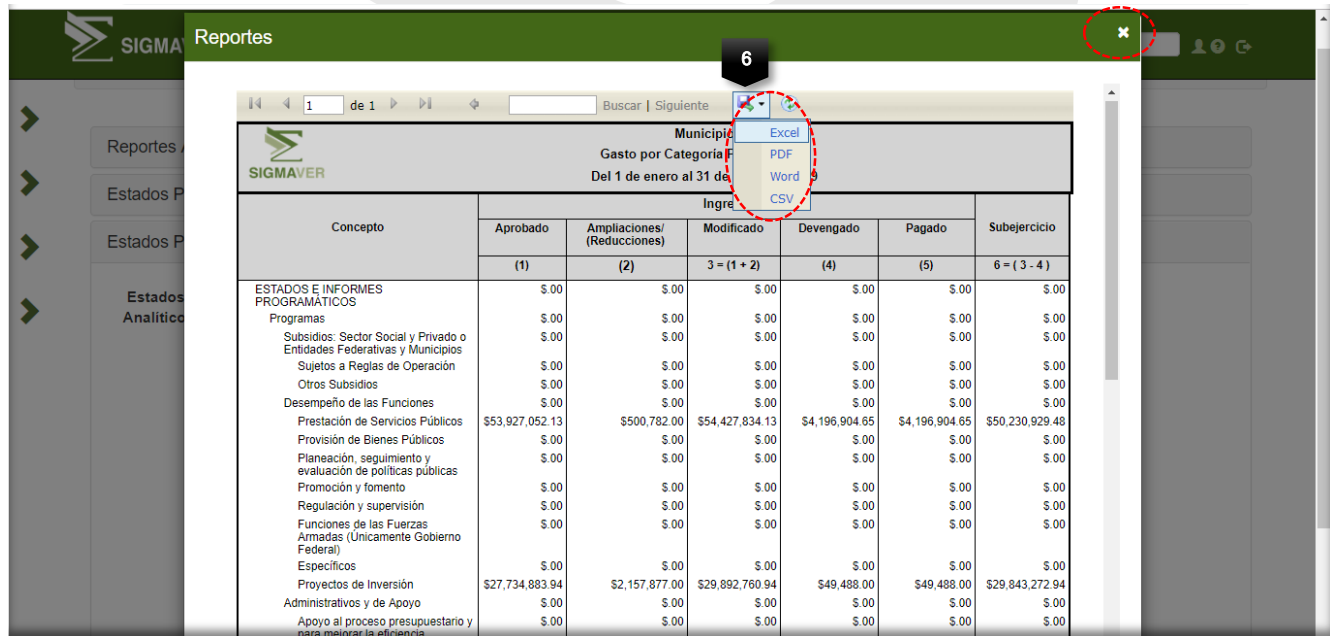 SIGMA
Reportes
6
1 de 1 Buscar | Siguiente
Excel
PDF
Word
CSV
SIGMAVER
Municipio
Gasto por Categoría
Del 1 de enero al 31 de 9
Concepto Ingre Subejercicio
Aprobado Ampliaciones/ (Reducciones) Modificado Devengado Pagado
(1) (2) 3 = (1 + 2) (4) (5) 6 = ( 3 - 4 )
ESTADOS E INFORMES
PROGRAMÁTICOS $.00 $.00 $.00 $.00 $.00 $.00
Programas $.00 $.00 $.00 $.00 $.00 $.00
Subsidios: Sector Social y Privado o
Entidades Federativas y Municipios $.00 $.00 $.00 $.00 $.00 $.00
Sujetos a Reglas de Operación $.00 $.00 $.00 $.00 $.00 $.00
Otros Subsidios $.00 $.00 $.00 $.00 $.00 $.00
Desempeño de las Funciones $.00 $.00 $.00 $.00 $.00 $.00
Prestación de Servicios Públicos $53,927,052.13 $500,782.00 $54,427,834.13 $4,196,904.65 $4,196,904.65 $50,230,929.48
Provisión de Bienes Públicos $.00 $.00 $.00 $.00 $.00 $.00
Planeación, seguimiento y
evaluación de políticas públicas $.00 $.00 $.00 $.00 $.00 $.00
Promoción y fomento $.00 $.00 $.00 $.00 $.00 $.00
Regulación y supervisión $.00 $.00 $.00 $.00 $.00 $.00
Funciones de las Fuerzas
Armadas (Únicamente Gobierno
Federal) $.00 $.00 $.00 $.00 $.00 $.00
Específicos $.00 $.00 $.00 $.00 $.00 $.00
Proyectos de Inversión $27,734,883.94 $2,157,877.00 $29,892,760.94 $49,488.00 $49,488.00 $29,843,272.94
Administrativos y de Apoyo $.00 $.00 $.00 $.00 $.00 $.00
Apoyo al proceso presupuestario y
para mejorar la eficiencia $.00 $.00 $.00 $.00 $.00 $.00
Reportes
Estados P
Estados P
Estados
Analítico